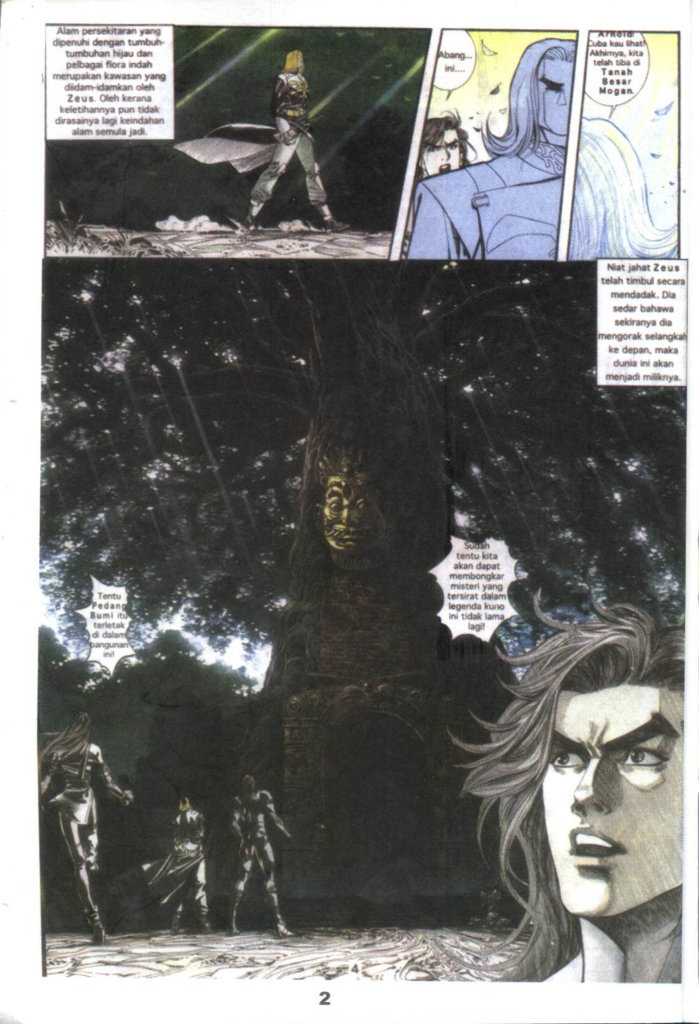 Alam persekitaran yang
dipenuhi dengan tumbuh-
tumbuhan hijau dan
pelbagai flora indah
merupakan kawasan yang
diidam-idamkan oleh
Zeus. Oleh kerana
keletihannya pun tidak
dirasainya lagi keindahan
alam semula jadi.
Abang...
ini....
Arnold!
Cuba kau lihat!
Akhirnya, kita
telah tiba di
Tanah
Besar
Mogan.
Niat jahat Zeus
telah timbul secara
mendadak. Dia
sedar bahawa
sekiranya dia
mengorak selangkah
ke depan, maka
dunia ini akan
menjadi miliknya.
Sudah
tentu kita
akan dapat
membongkar
misteri yang
tersirat dalam
legenda kuno
ini tidak lama
lagi!
Tentu
Pedang
Bumi itu
terletak
di dalam
bangunan
ini!
4
2